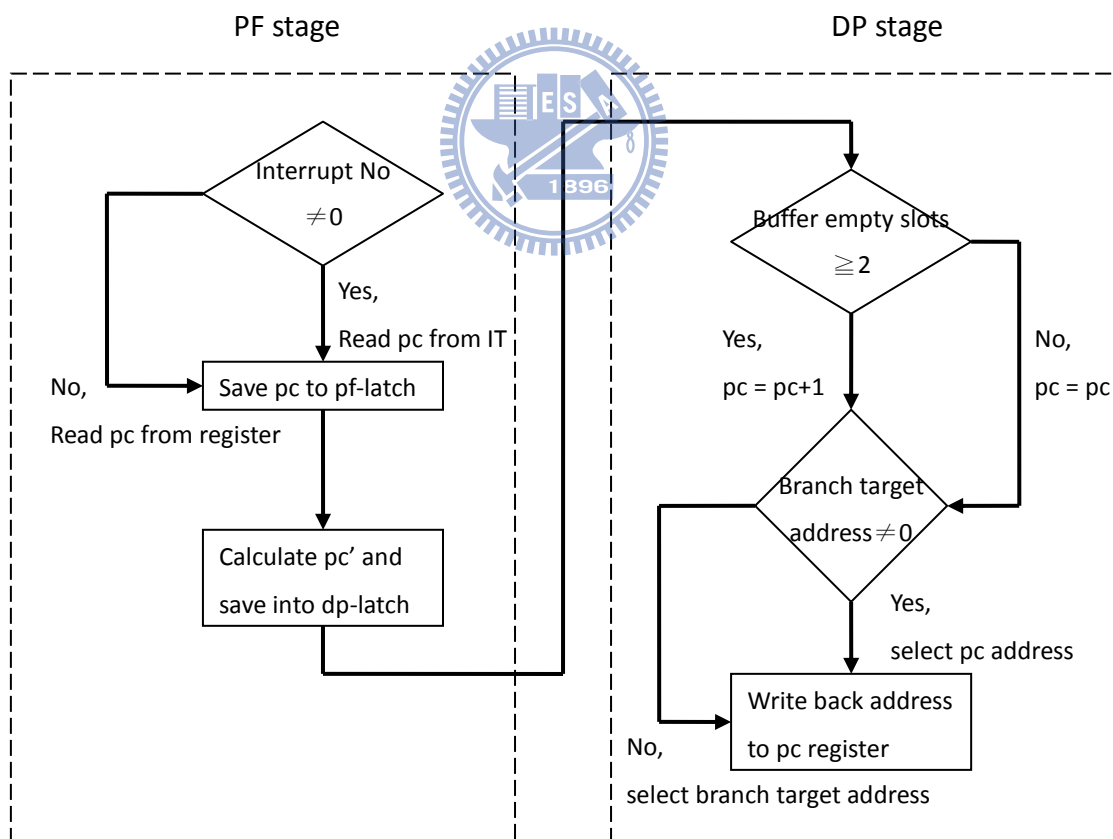 PF stage
DP stage
ES
A
1896
Interrupt No
≠0
Yes,
Read pc from IT
No,
Read pc from register
Save pc to pf-latch
Calculate pc’ and
save into dp-latch
Buffer empty slots
≧2
Yes,
pc = pc+1
No,
pc = pc
Branch target
address≠0
Yes,
select pc address
No,
select branch target address
Write back address
to pc register